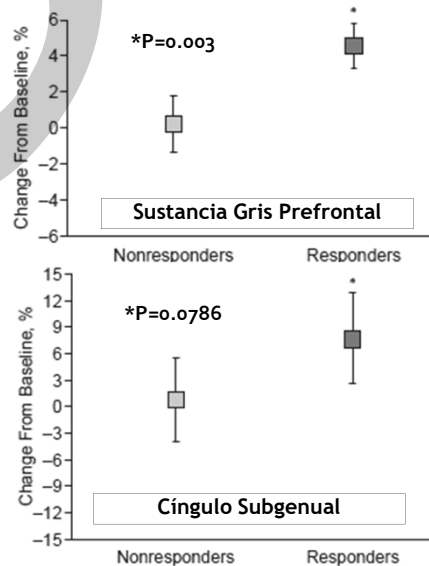 Change From Baseline, %
6
4
2
0
−2
−4
−6
*P=0.003
*
Sustancia Gris Prefrontal
Nonresponders Responders
Change From Baseline, %
15
12
9
6
3
0
−3
−6
−9
−12
−15
*P=0.0786
*
Cíngulo Subgenual
Nonresponders Responders